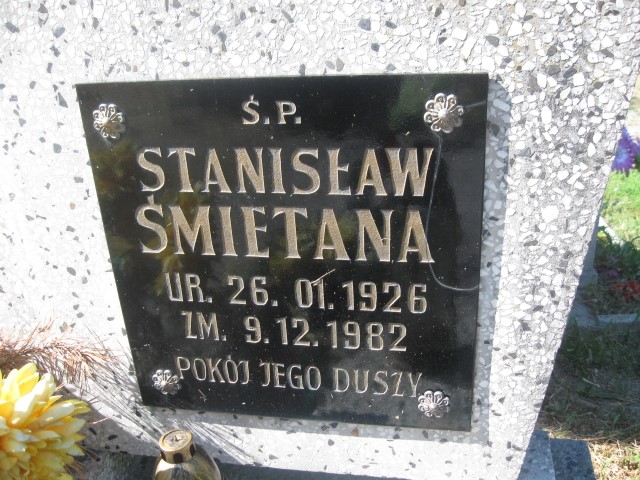 Ś.P.
STANISŁAW
ŚMIETANA
UR. 26. 01. 1926
ZM. 9. 12. 1982
POKÓJ JEGO DUSZY